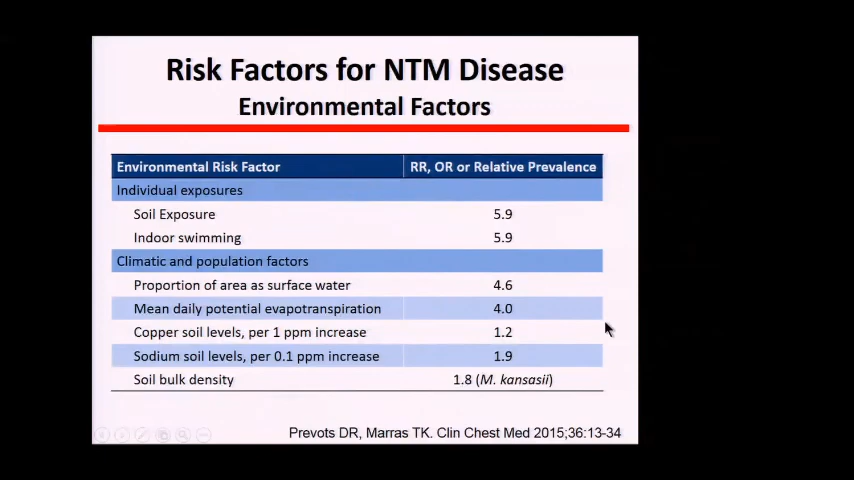 Risk Factors for NTM Disease
Environmental Factors
Environmental Risk Factor RR, OR or Relative Prevalence
Individual exposures
Soil Exposure 5.9
Indoor swimming 5.9
Climatic and population factors
Proportion of area as surface water 4.6
Mean daily potential evapotranspiration 4.0
Copper soil levels, per 1 ppm increase 1.2
Sodium soil levels, per 0.1 ppm increase 1.9
Soil bulk density 1.8 (M. kansasii)
Prevots DR, Marras TK. Clin Chest Med 2015;36:13-34